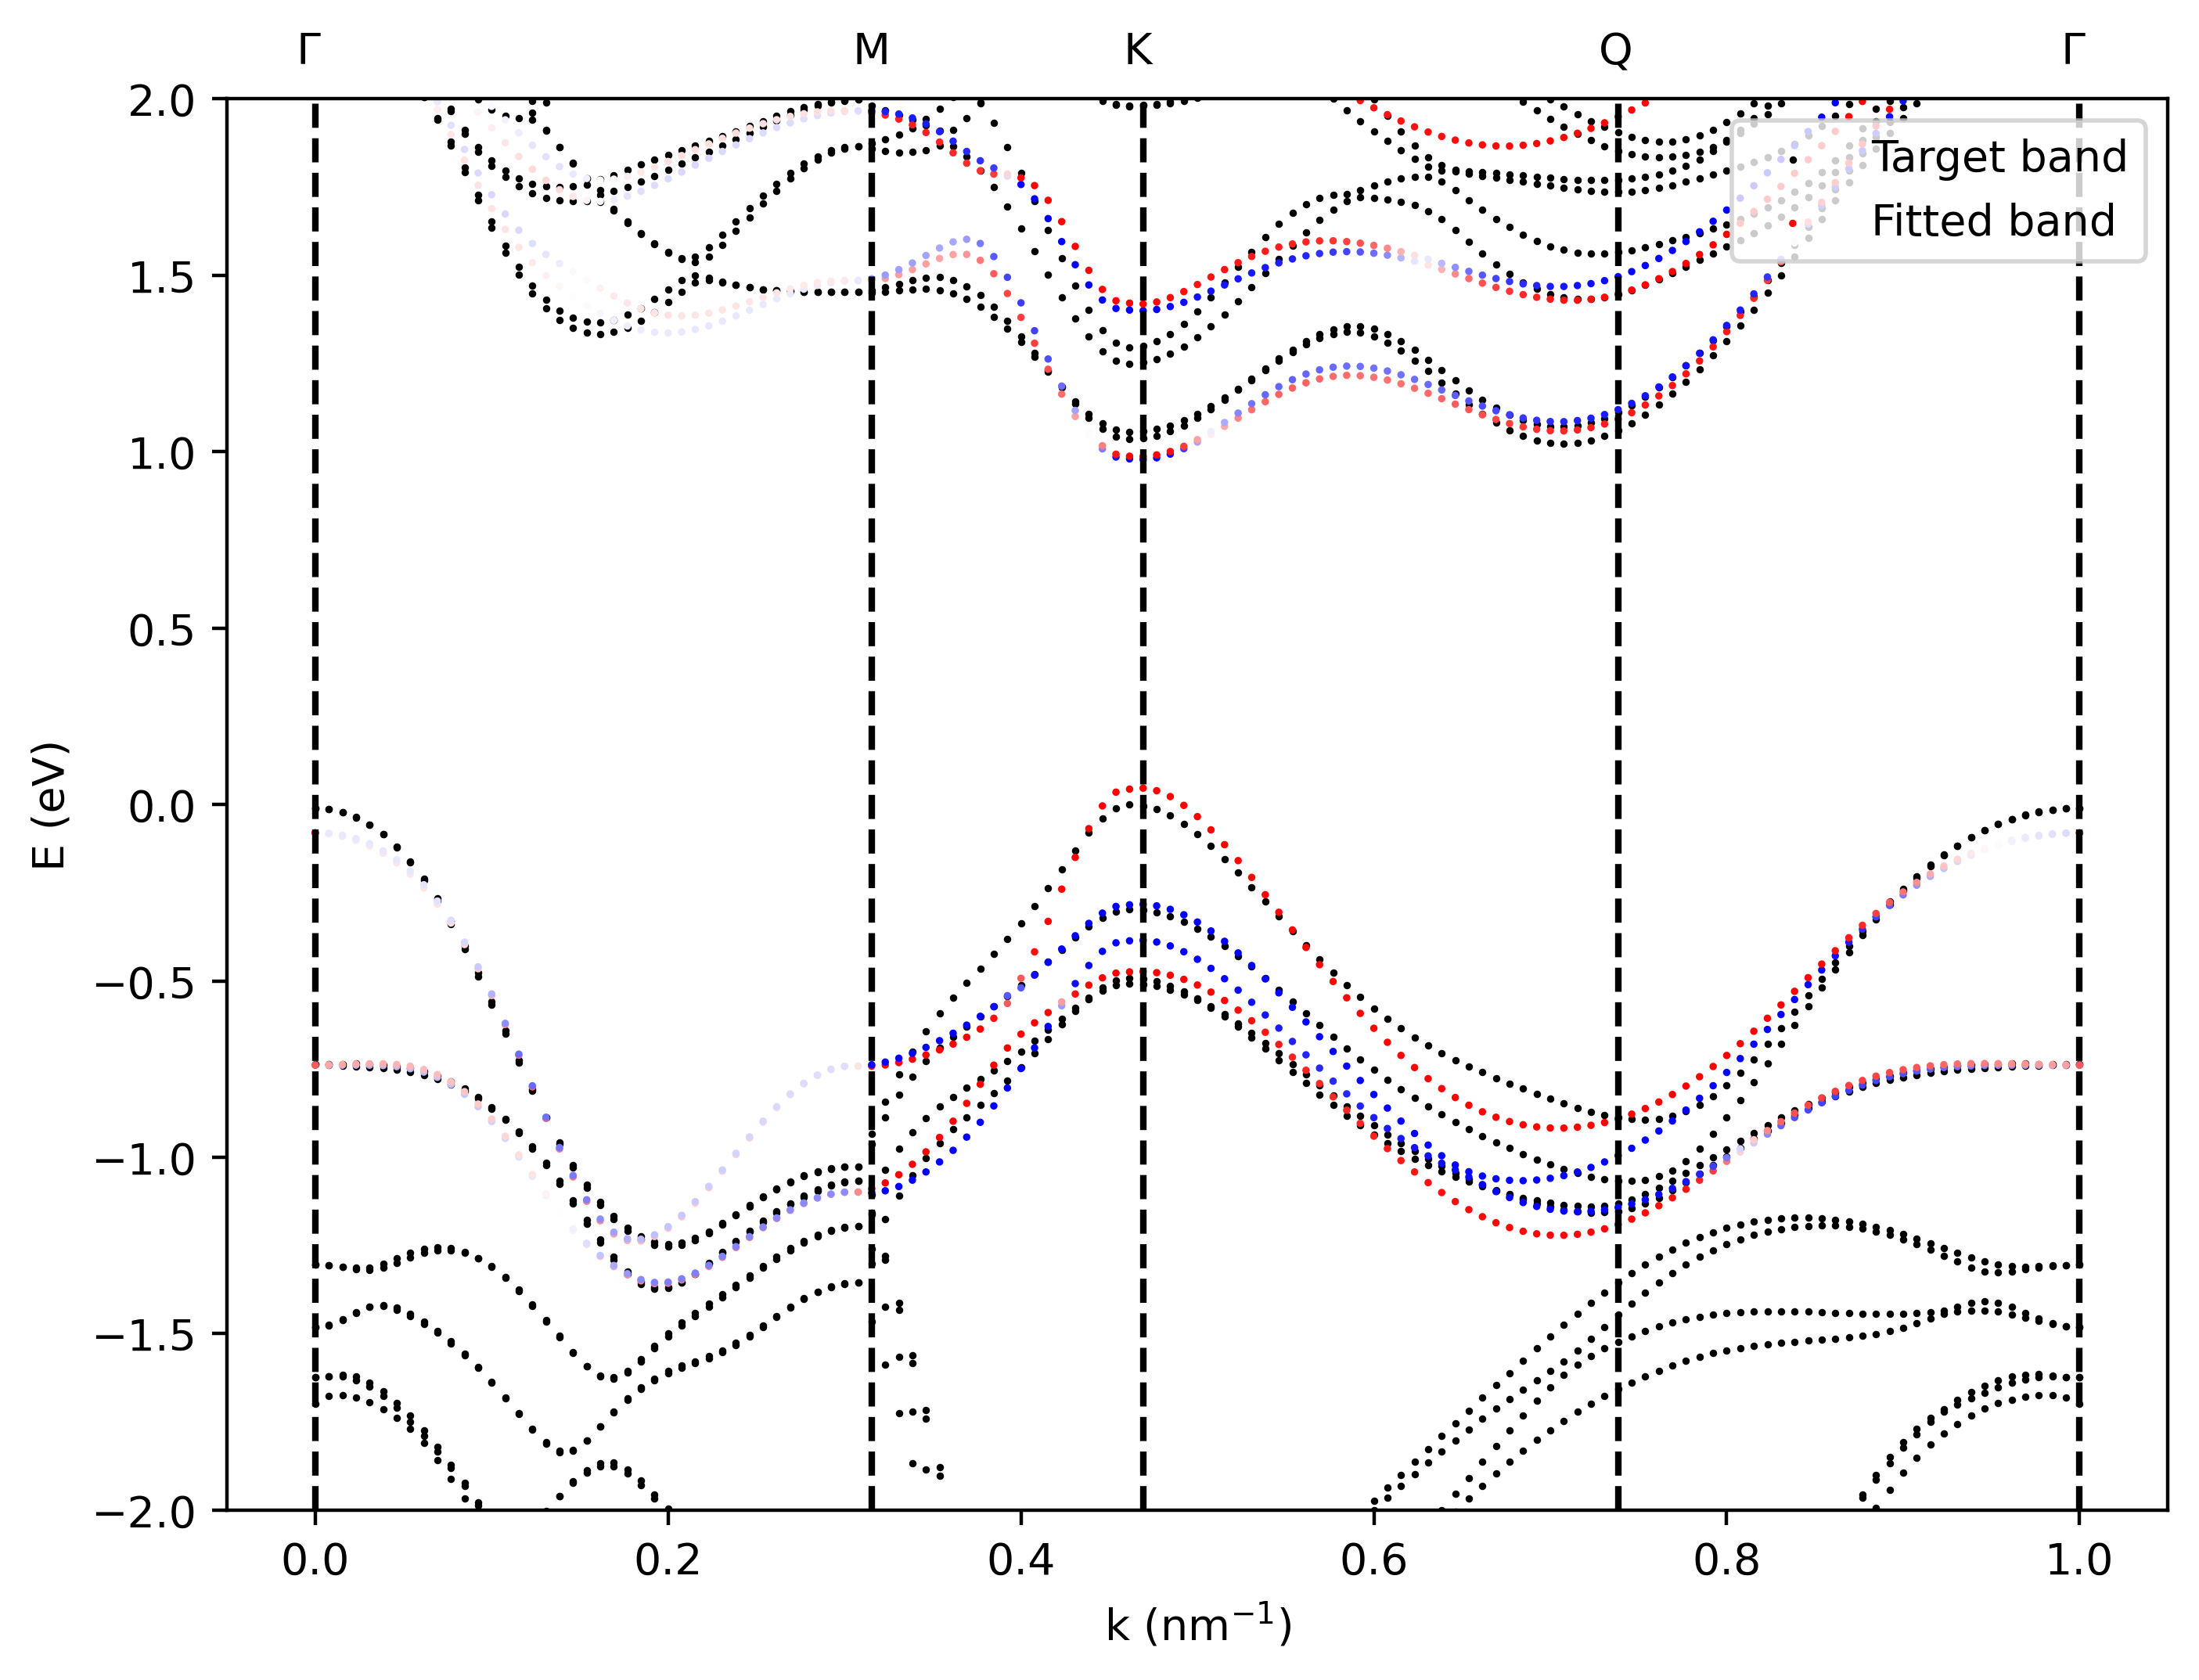 Γ M K Q Γ
2.0
1.5
1.0
0.5
0.0
−0.5
−1.0
−1.5
−2.0
E (eV)
Target band
Fitted band
0.0 0.2 0.4 0.6 0.8 1.0
k (nm⁻¹)